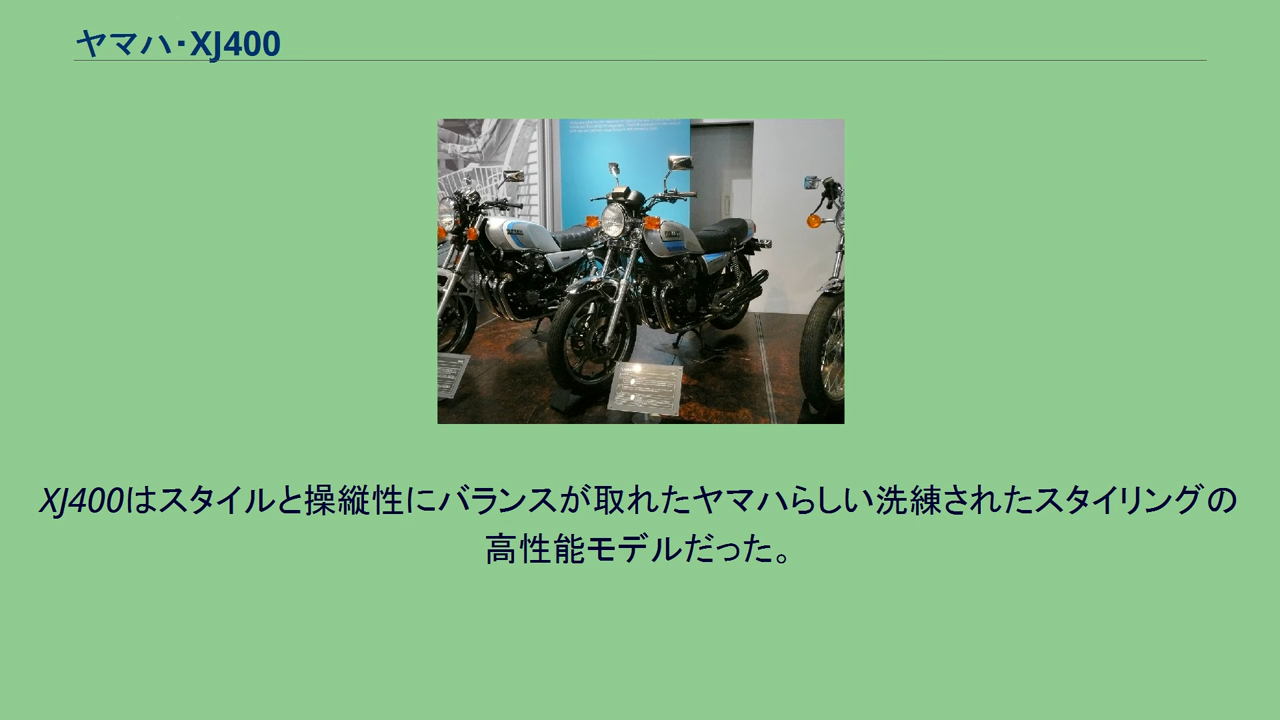 ヤマハ・XJ400
XJ400はスタイルと操縦性にバランスが取れたヤマハらしい洗練されたスタイリングの
高性能モデルだった。